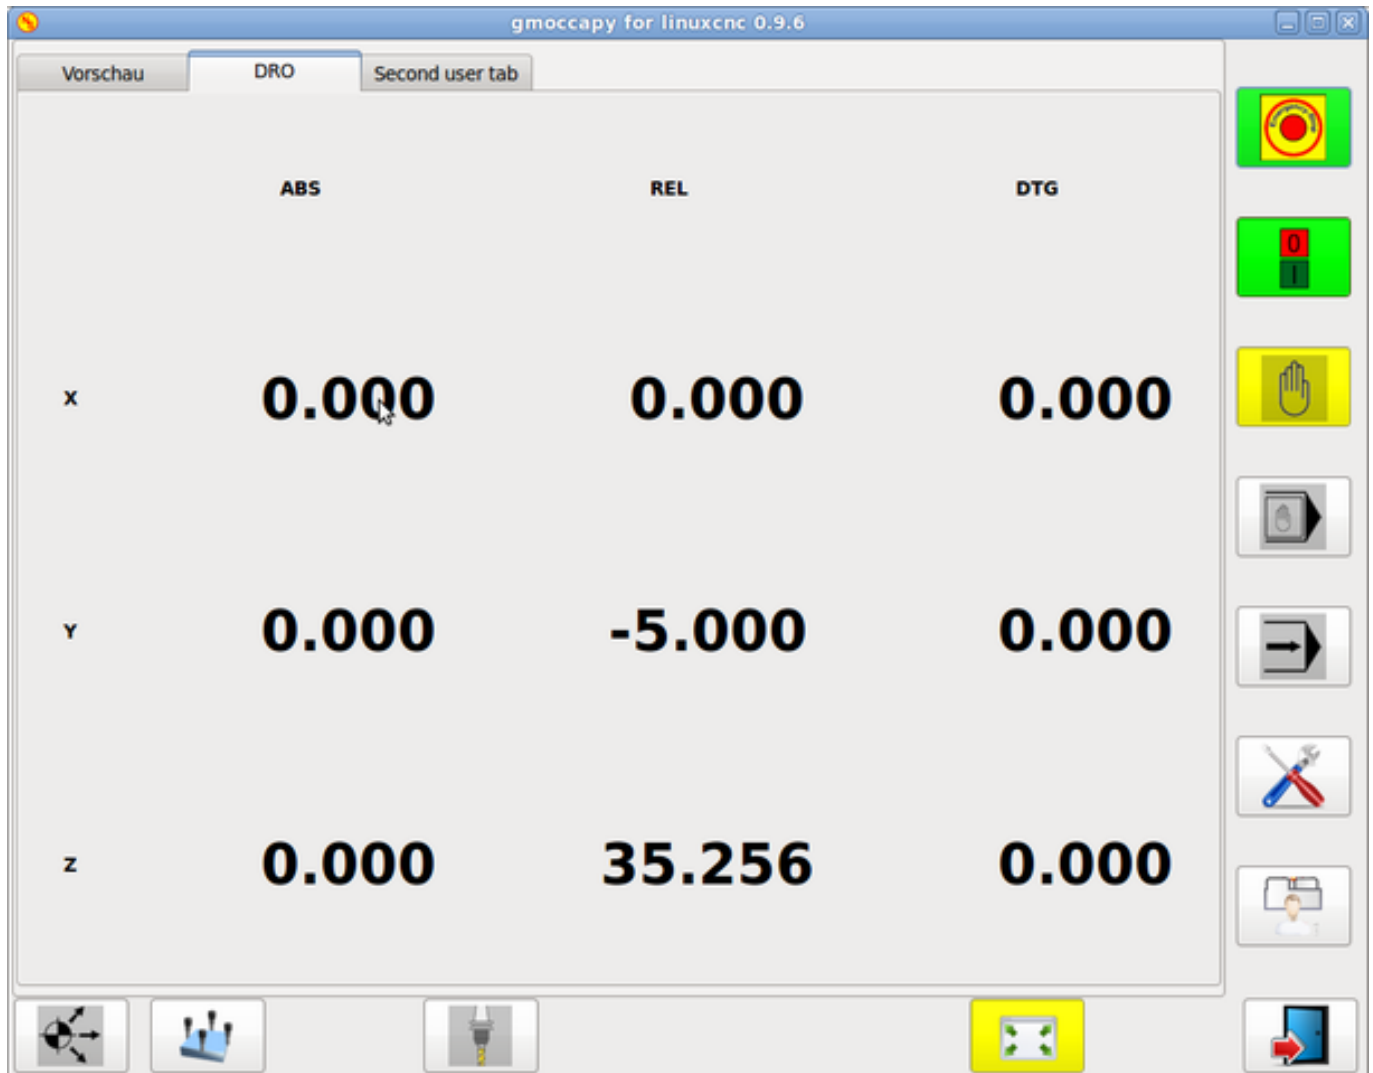 gmoccapy for linuxcnc 0.9.6
Vorschau DRO Second user tab
ABS REL DTG
X 0.000 0.000 0.000
Y 0.000 -5.000 0.000
Z 0.000 35.256 0.000
0
I